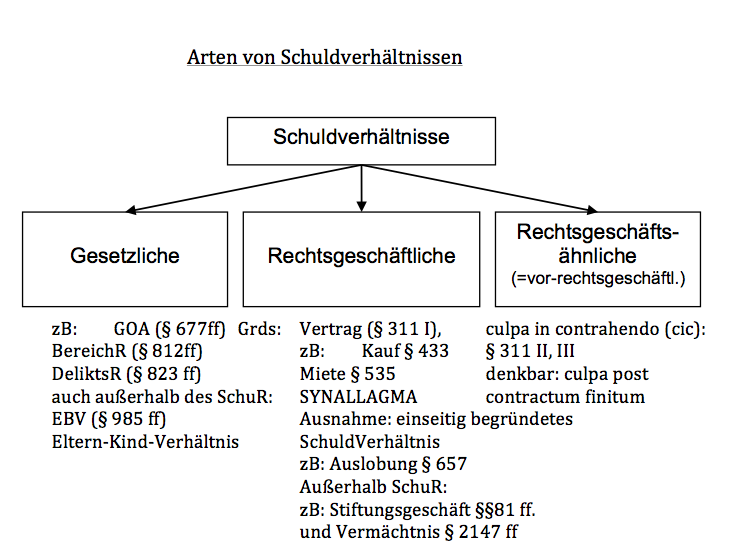 Arten von Schuldverhältnissen
Schuldverhältnisse
Gesetzliche
zB: GOA (§ 677ff)
BereichR (§ 812ff)
DeliktsR (§ 823 ff)
auch außerhalb des SchuR:
EBV (§ 985 ff)
Eltern-Kind-Verhältnis
Rechtsgeschäftliche
Grds: Vertrag (§ 311 I),
zB: Kauf § 433
Miete § 535
SYNALLAGMA
Ausnahme: einseitig begründetes
SchuldVerhältnis
zB: Auslobung § 657
Außerhalb SchuR:
zB: Stiftungsgeschäft §§81 ff.
und Vermächtnis § 2147 ff
Rechtsgeschäfts-
ähnliche
(=vor-rechtsgeschäftl.)
culpa in contrahendo (cic):
§ 311 II, III
denkbar: culpa post
contractum finitum